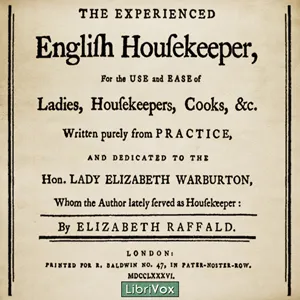 THE EXPERIENCED
Engliſh Houſekeeper,
For the USE and EASE of
Ladies, Houſekeepers, Cooks, &c.
Written purely from PRACTICE,
AND DEDICATED TO THE
Hon. LADY ELIZABETH WARBURTON,
Whom the Author lately ſerved as Houſekeeper:
By ELIZABETH RAFFALD.
LONDON:
PRINTED FOR R. BALDWIN NO. 47, IN PATER-NOSTER-ROW.
MDCCLXXXVI.
LibriVox